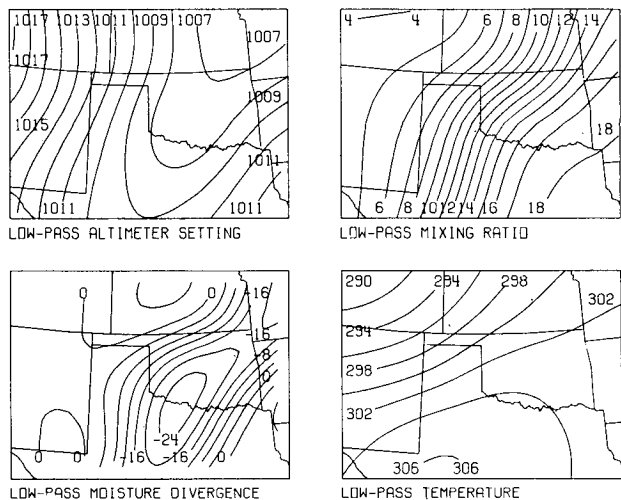 1017 1013 1011 1009 1007
1007
1017
1009
1015
1011
1011 1011
LOW-PASS ALTIMETER SETTING
4 4 6 8 10 12 14
18
6 8 10 12 14 16 18
LOW-PASS MIXING RATIO
0 0 -16
-16
-8
0
-24
0 0 -16 -16 0
LOW-PASS MOISTURE DIVERGENCE
290 294 298
302
294
298
302
306 306
LOW-PASS TEMPERATURE